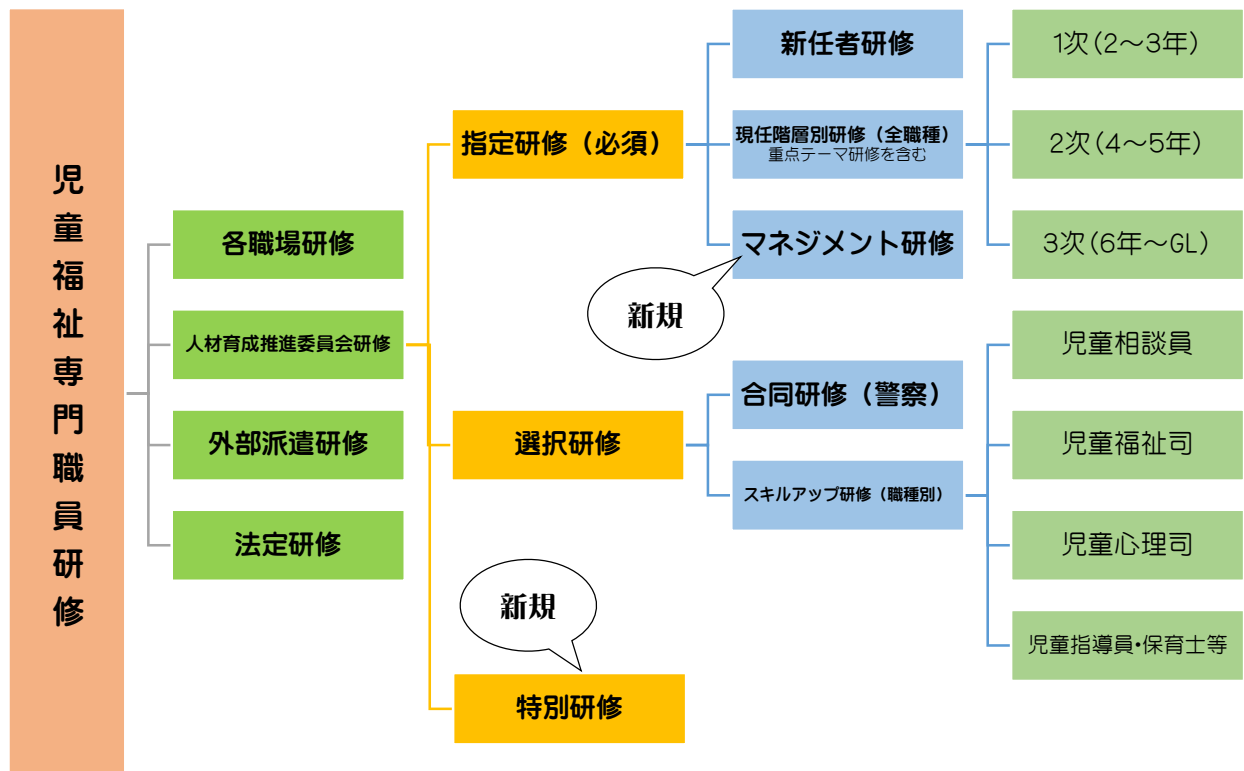 児童福祉専門職員研修
各職場研修
人材育成推進委員会研修
外部派遣研修
法定研修
指定研修（必須）
選択研修
新規
特別研修
新任者研修
現任階層別研修（全職種）
重点テーマ研修を含む
マネジメント研修
新規
合同研修（警察）
スキルアップ研修（職種別）
1次(2～3年)
2次(4～5年)
3次(6年～GL)
児童相談員
児童福祉司
児童心理司
児童指導員・保育士等